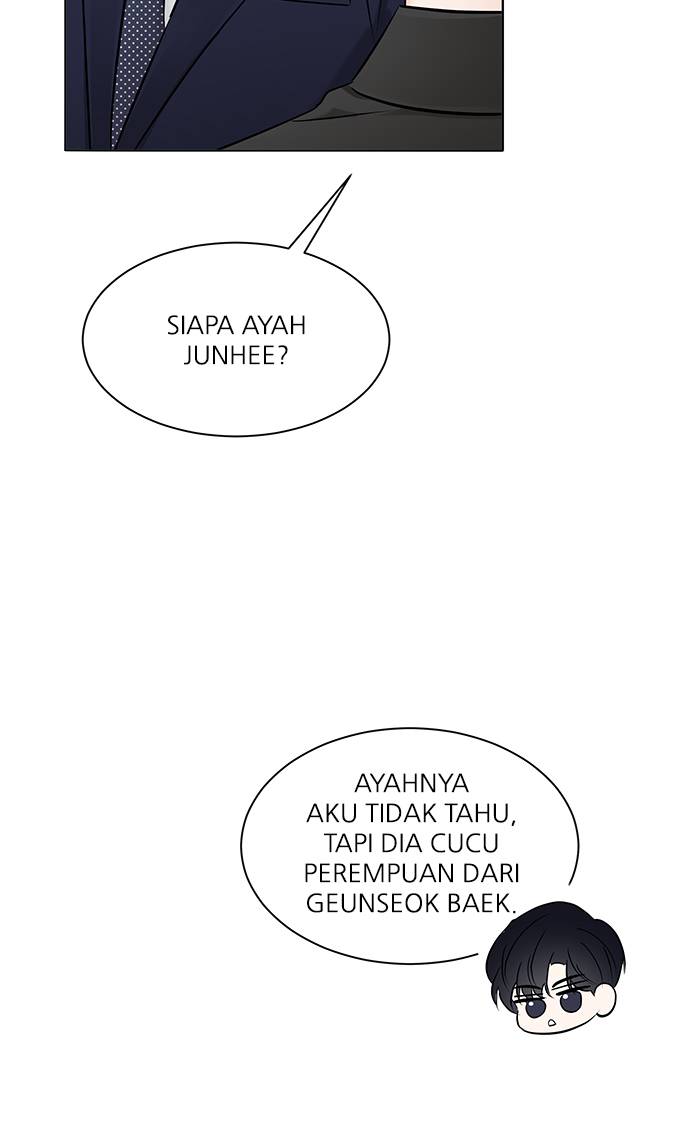 SIAPA AYAH
JUNHEE?
AYAHNYA
AKU TIDAK TAHU,
TAPI DIA CUCU
PEREMPUAN DARI
GEUNSEOK BAEK.